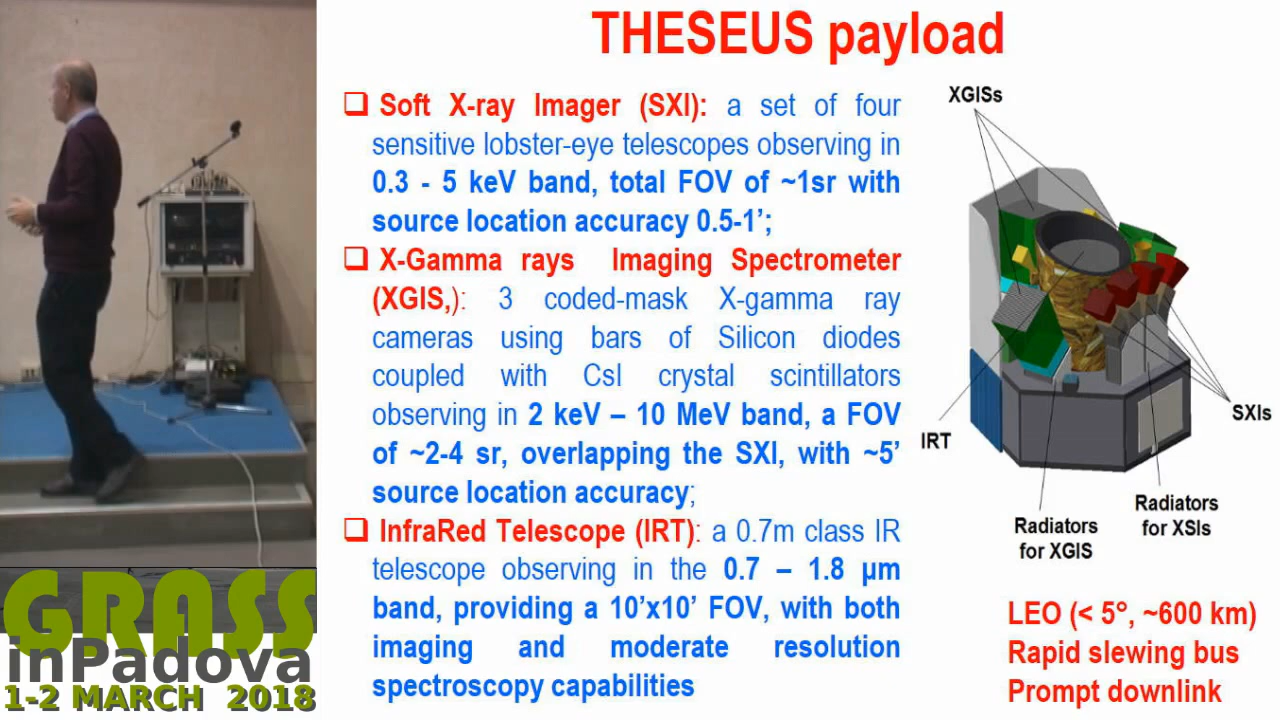 THESEUS payload
❑ Soft X-ray Imager (SXI): a set of four
sensitive lobster-eye telescopes observing in
0.3 - 5 keV band, total FOV of ~1sr with
source location accuracy 0.5-1’;
❑ X-Gamma rays Imaging Spectrometer
(XGIS,): 3 coded-mask X-gamma ray
cameras using bars of Silicon diodes
coupled with CsI crystal scintillators
observing in 2 keV – 10 MeV band, a FOV
of ~2-4 sr, overlapping the SXI, with ~5’
source location accuracy;
❑ InfraRed Telescope (IRT): a 0.7m class IR
telescope observing in the 0.7 – 1.8 µm
band, providing a 10’x10’ FOV, with both
imaging and moderate resolution
spectroscopy capabilities
XGISs
IRT
SXIs
Radiators
for XGIS
Radiators
for XSIs
LEO (< 5°, ~600 km)
Rapid slewing bus
Prompt downlink
GRASS
inPadova
1-2 MARCH 2018